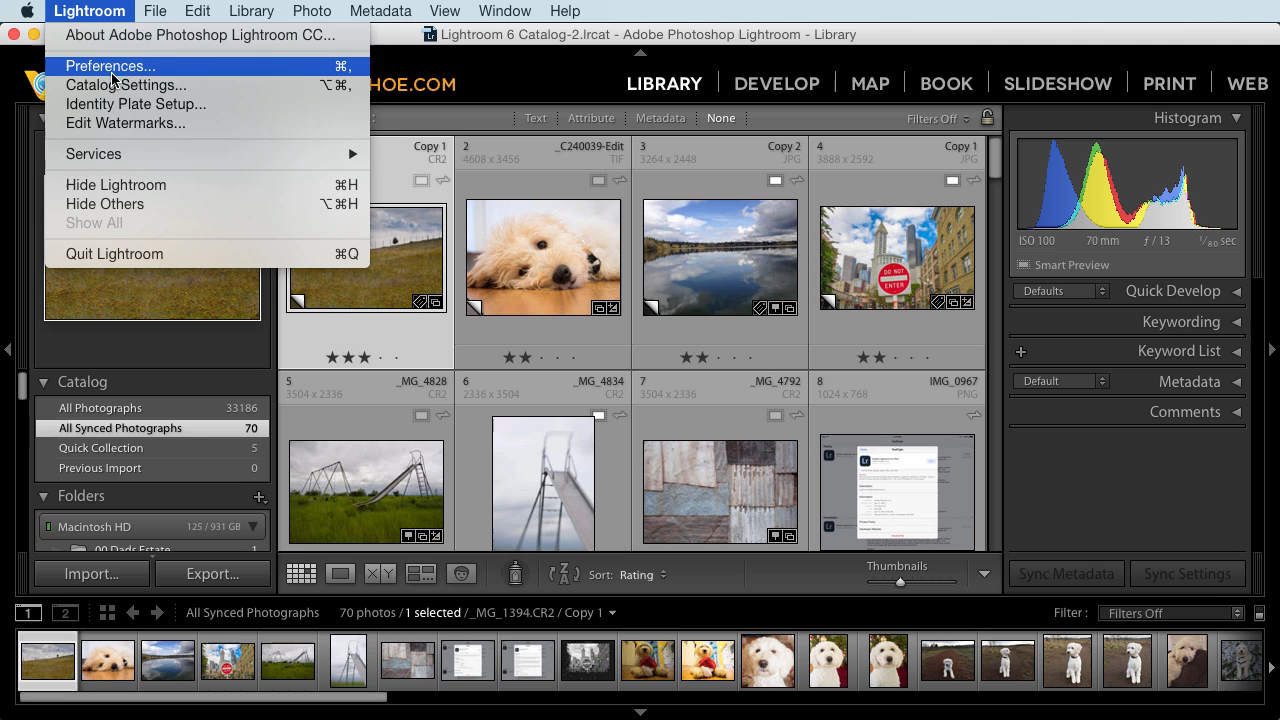 Lightroom File Edit Library Photo Metadata View Window Help
Lightroom 6 Catalog-2.lrcat - Adobe Photoshop Lightroom - Library
About Adobe Photoshop Lightroom CC...
Preferences... ⌘,
Catalog Settings... ⌥⌘,
Identity Plate Setup...
Edit Watermarks...
Services
Hide Lightroom ⌘H
Hide Others ⌥⌘H
Show All
Quit Lightroom ⌘Q
HOE.COM
LIBRARY DEVELOP MAP BOOK SLIDESHOW PRINT WEB
Text Attribute Metadata None Filters Off
Copy 1
CR2
2 _C240039-Edit
4608 x 3456 TIF
3 Copy 2
3264 x 2448 JPG
4 Copy 1
3888 x 2592 JPG
DO NOT
ENTER
5 _MG_4828
3504 x 2336 CR2
6 _MG_4834
2336 x 3504 CR2
7 _MG_4792
3504 x 2336 CR2
8 IMG_0967
1024 x 768 PNG
Catalog
All Photographs 33186
All Synced Photographs 70
Quick Collection 5
Previous Import 0
Folders
Macintosh HD 125 / 931 GB
00 Dads Estate 1
Import... Export...
Histogram
ISO 100 70 mm ƒ / 13 1/80 sec
Smart Preview
Defaults Quick Develop
Keywording
Keyword List
Default Metadata
Comments
Sync Metadata Sync Settings
X Y
A Z
Sort: Rating
Thumbnails
1 2 All Synced Photographs 70 photos / 1 selected / _MG_1394.CR2 / Copy 1
Filter : Filters Off